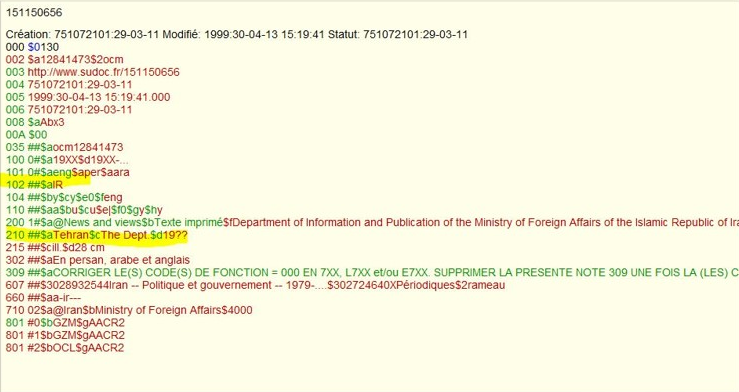 151150656
Création: 751072101:29-03-11 Modifié: 1999:30-04-13 15:19:41 Statut: 751072101:29-03-11
000 $0130
002 $a12841473$2ocm
003 http://www.sudoc.fr/151150656
004 751072101:29-03-11
005 1999:30-04-13 15:19:41.000
006 751072101:29-03-11
008 $aAbx3
00A $00
035 ##$aocm12841473
100 0#$a19XX$d19XX-...
101 0#$aeng$aper$aara
102 ##$aIR
104 ##$by$cy$e0$feng
110 ##$aa$bu$cu$e|$f0$gy$hy
200 1#$a@News and views$bTexte imprimé$fDepartment of Information and Publication of the Ministry of Foreign Affairs of the Islamic Republic of
210 ##$aTehran$cThe Dept.$d19??
215 ##$cill.$d28 cm
302 ##$aEn persan, arabe et anglais
309 ##$aCORRIGER LE(S) CODE(S) DE FONCTION = 000 EN 7XX, L7XX et/ou E7XX. SUPPRIMER LA PRESENTE NOTE 309 UNE FOIS LA (LES) C
607 ##$3028932544Iran -- Politique et gouvernement -- 1979-....$302724640XPériodiques$2rameau
660 ##$aa-ir---
710 02$a@Iran$bMinistry of Foreign Affairs$4000
801 #0$bGZM$gAACR2
801 #1$bGZM$gAACR2
801 #2$bOCL$gAACR2